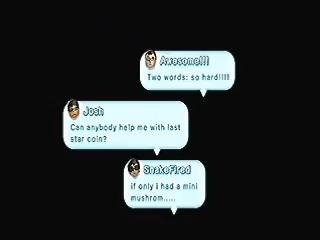 Awesome!!!
Two words: so hard!!!!
Josh
Can anybody help me with last
star coin?
SnakeFired
if only i had a mini
mushrom.....